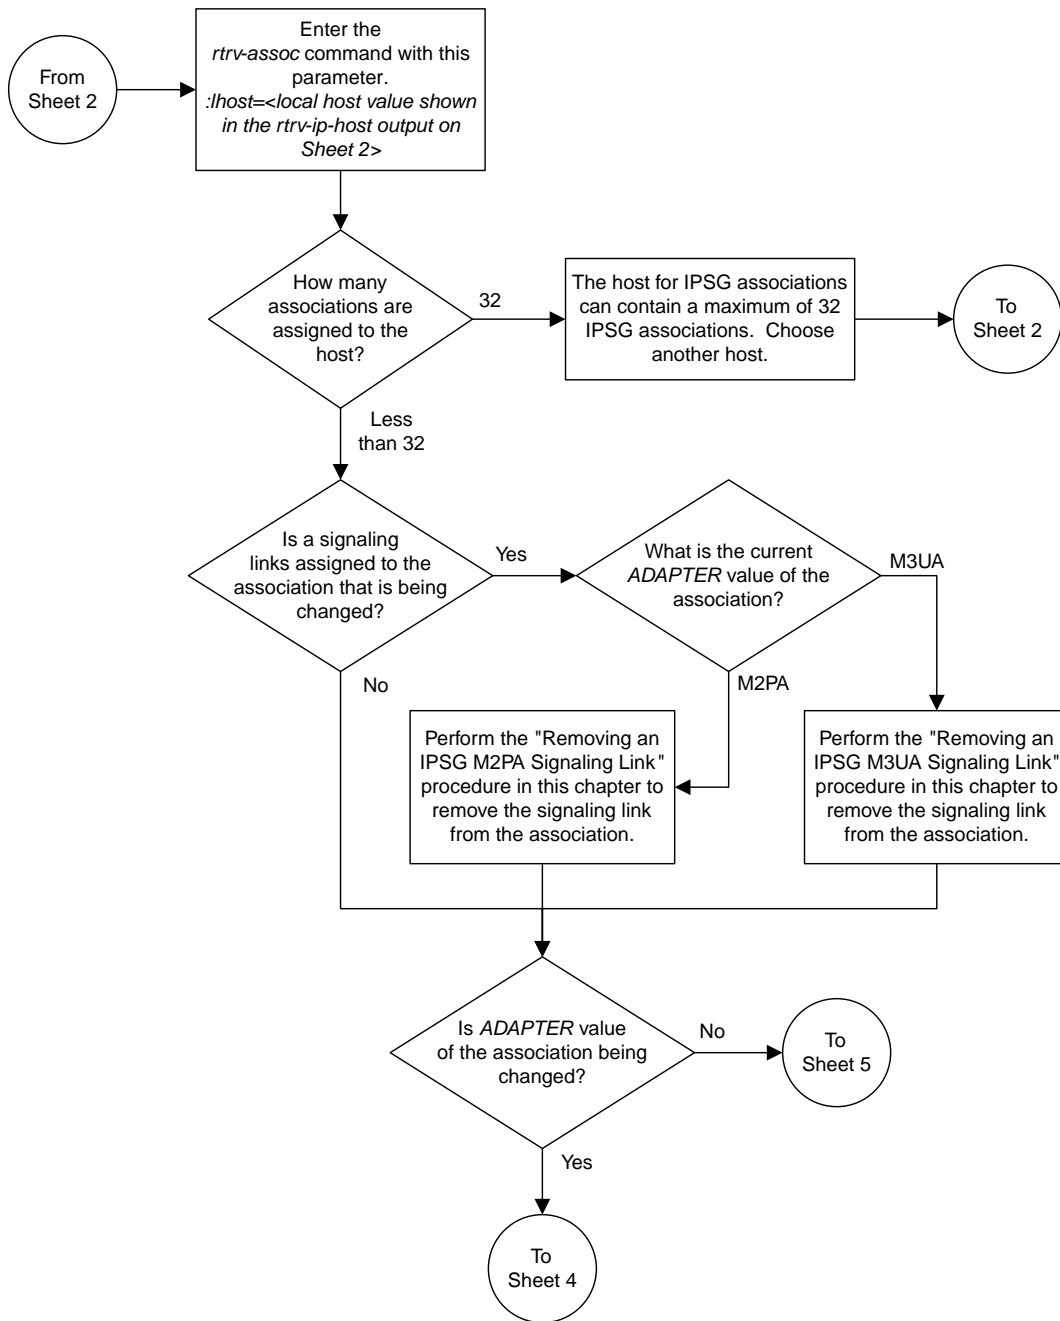 From
Sheet 2
Enter the
rtrv-assoc command with this
parameter.
:lhost=<local host value shown
in the rtrv-ip-host output on
Sheet 2>
How many
associations are
assigned to the
host?
32
The host for IPSG associations
can contain a maximum of 32
IPSG associations.  Choose
another host.
To
Sheet 2
Less
than 32
Is a signaling
links assigned to the
association that is being
changed?
Yes
What is the current
ADAPTER value of the
association?
M3UA
No
M2PA
Perform the "Removing an
IPSG M2PA Signaling Link"
procedure in this chapter to
remove the signaling link
from the association.
Perform the "Removing an
IPSG M3UA Signaling Link"
procedure in this chapter to
remove the signaling link
from the association.
Is ADAPTER value
of the association being
changed?
No
To
Sheet 5
Yes
To
Sheet 4